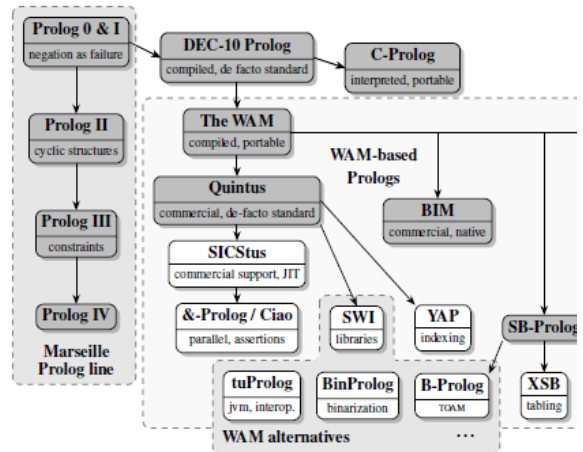 Prolog 0 & I
negation as failure
DEC-10 Prolog
compiled, de facto standard
C-Prolog
interpreted, portable
Prolog II
cyclic structures
The WAM
compiled, portable
WAM-based
Prologs
Quintus
commercial, de-facto standard
BIM
commercial, native
Prolog III
constraints
SICStus
commercial support, JIT
Prolog IV
&-Prolog / Ciao
parallel, assertions
SWI
libraries
YAP
indexing
SB-Prolog
Marseille
Prolog line
tuProlog
jvm, interop.
BinProlog
binarization
B-Prolog
TOAM
XSB
tabling
WAM alternatives
...